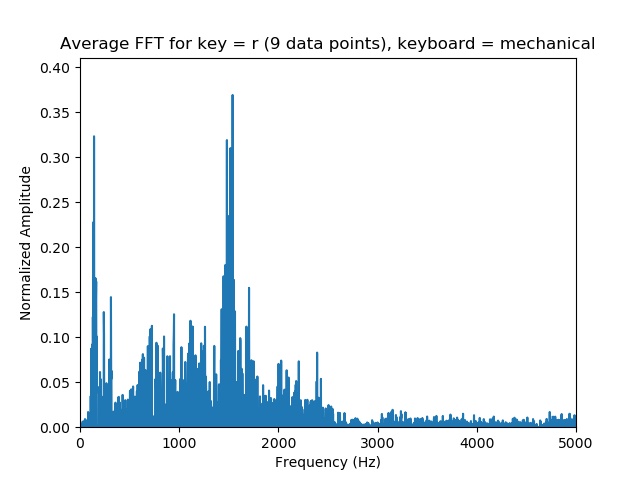 Average FFT for key = r (9 data points), keyboard = mechanical
0.40
0.35
0.30
0.25
0.20
0.15
0.10
0.05
0.00
Normalized Amplitude
0 1000 2000 3000 4000 5000
Frequency (Hz)